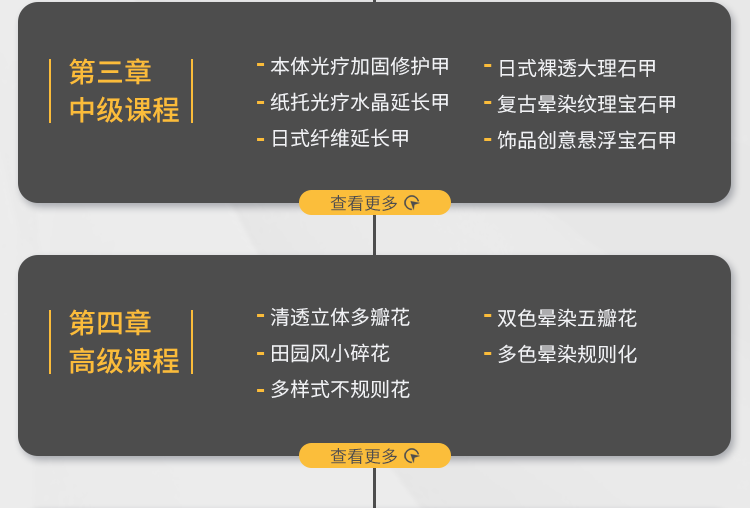 第三章
中级课程
本体光疗加固修护甲
纸托光疗水晶延长甲
日式纤维延长甲
日式裸透大理石甲
复古晕染纹理宝石甲
饰品创意悬浮宝石甲
查看更多
第四章
高级课程
清透立体多瓣花
田园风小碎花
多样式不规则花
双色晕染五瓣花
多色晕染规则化
查看更多